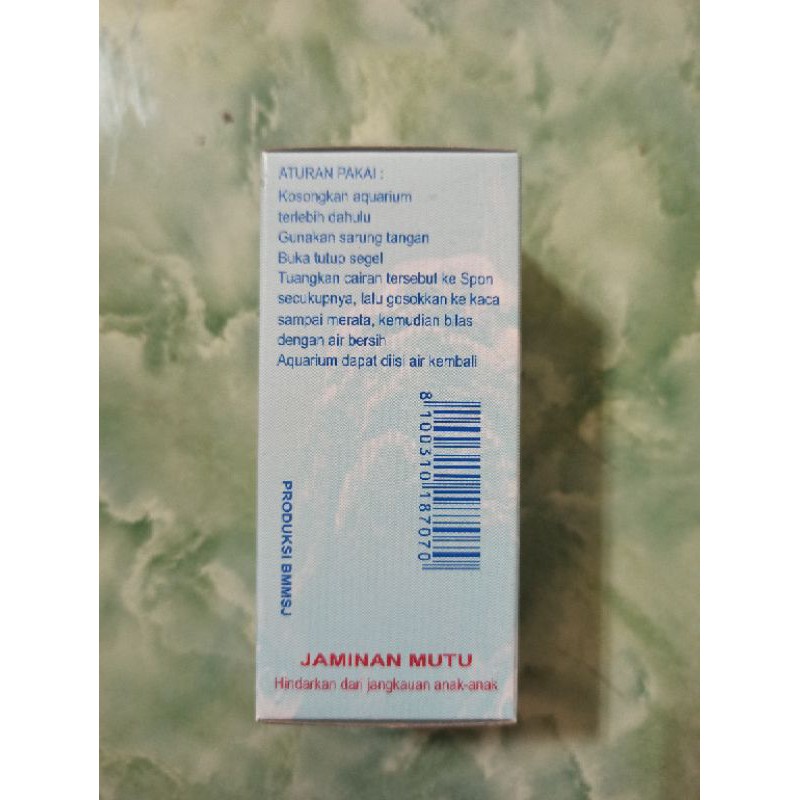 ATURAN PAKAI :
Kosongkan aquarium
terlebih dahulu
Gunakan sarung tangan
Buka tutup segel
Tuangkan cairan tersebut ke Spon
secukupnya, lalu gosokkan ke kaca
sampai merata, kemudian bilas
dengan air bersih
Aquarium dapat diisi air kembali
8100310187070
PRODUKSI BMMSJ
JAMINAN MUTU
Hindarkan dari jangkauan anak-anak